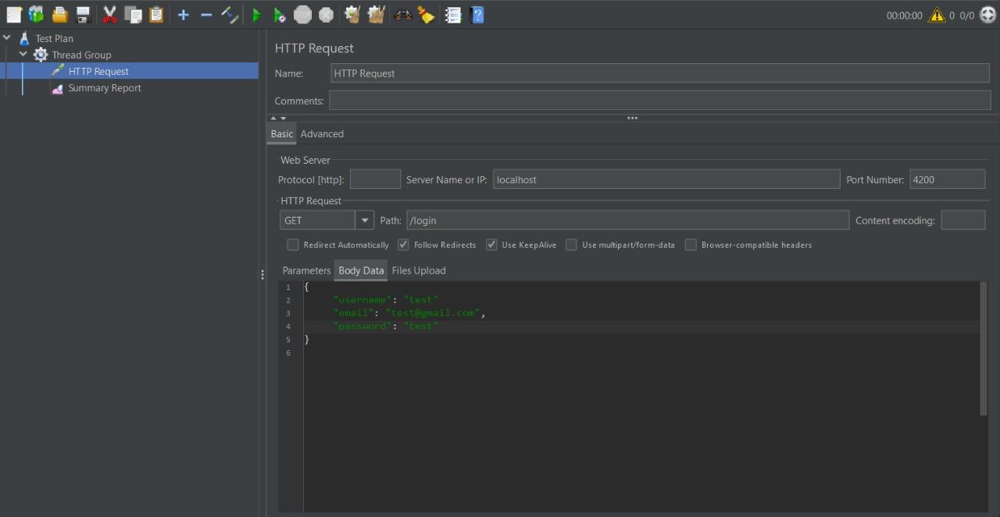 00:00:00 0 0/0
Test Plan
Thread Group
HTTP Request
Summary Report
HTTP Request
Name: HTTP Request
Comments:
Basic Advanced
Web Server
Protocol [http]: Server Name or IP: localhost Port Number: 4200
HTTP Request
GET Path: /login Content encoding:
Redirect Automatically Follow Redirects Use KeepAlive Use multipart/form-data Browser-compatible headers
Parameters Body Data Files Upload
1 {
2 "username": "test"
3 "email": "test@gmail.com",
4 "password": "test"
5 }
6